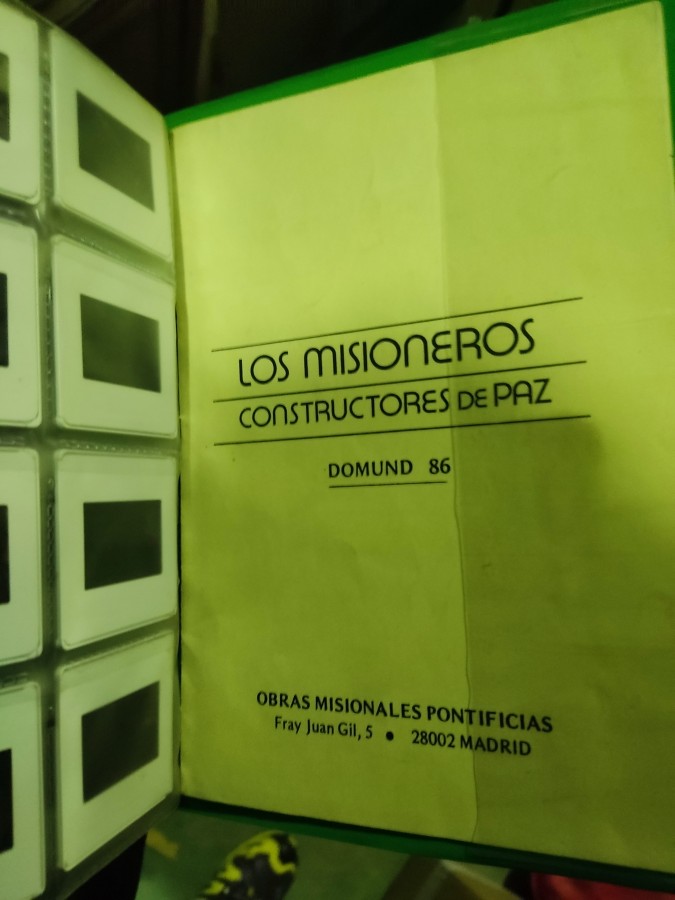 LOS MISIONEROS
CONSTRUCTORES DE PAZ
DOMUND 86
OBRAS MISIONALES PONTIFICIAS
Fray Juan Gil, 5 ● 28002 MADRID